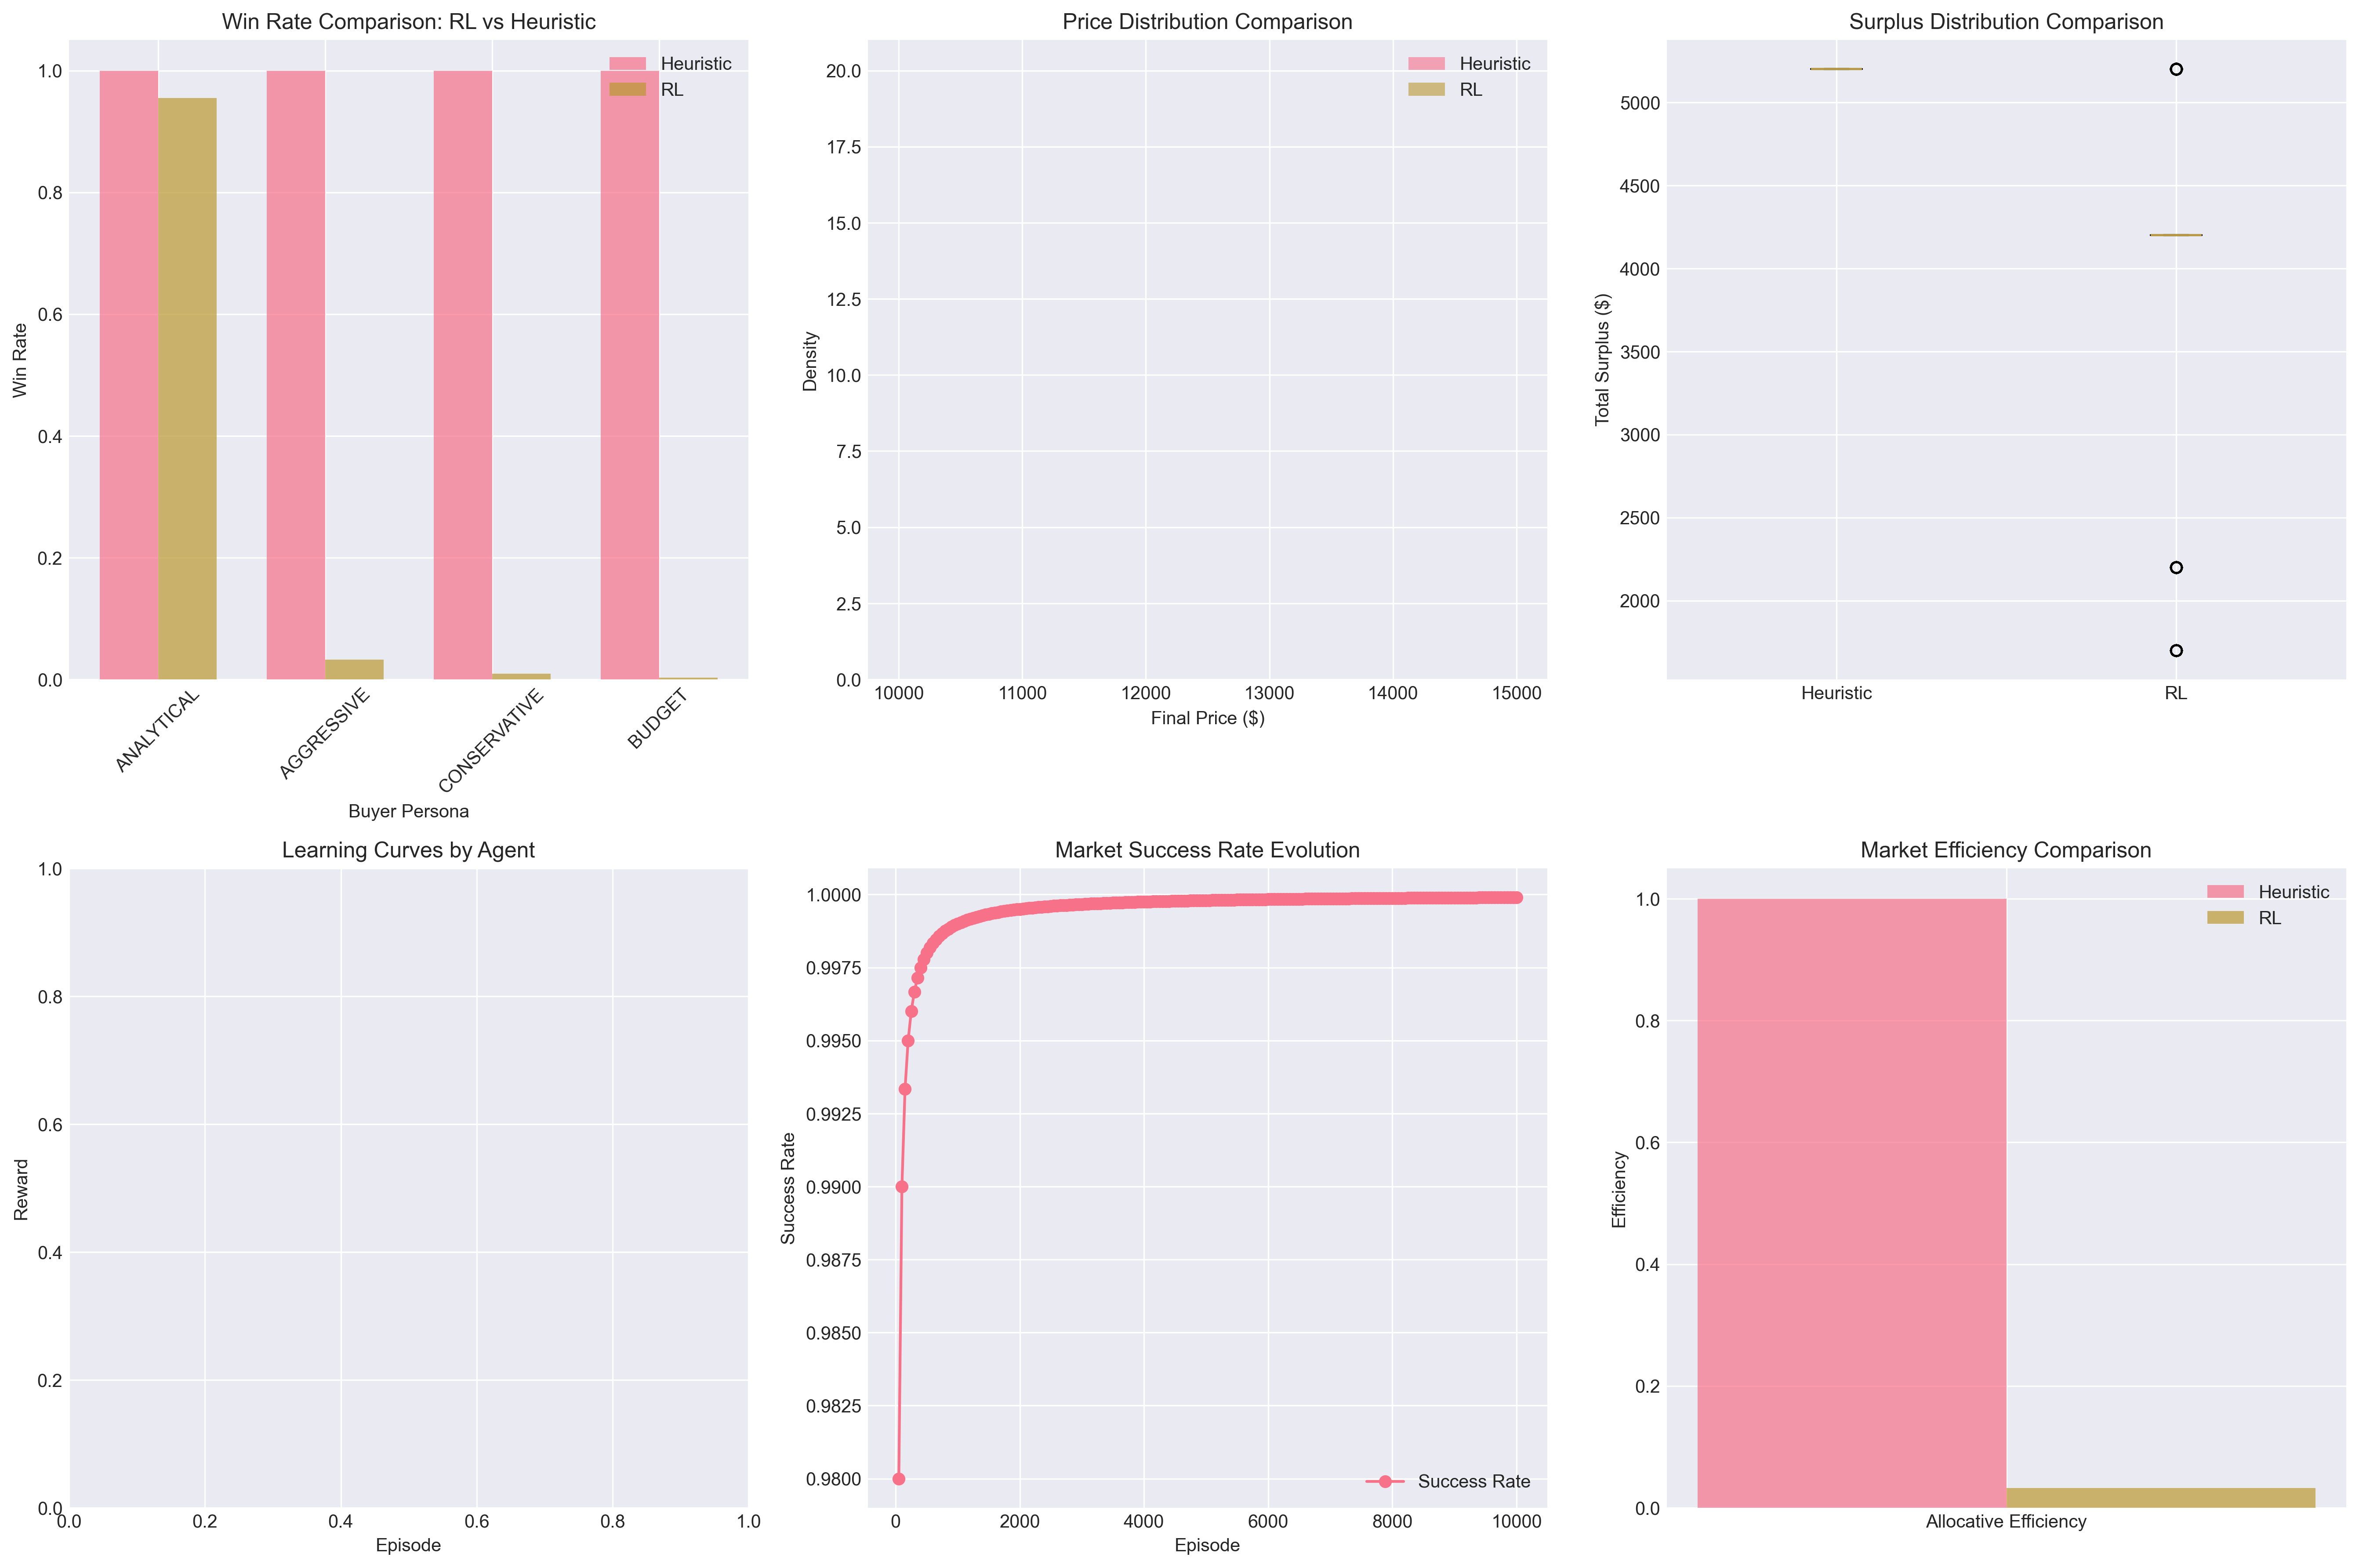 Win Rate Comparison: RL vs Heuristic
Heuristic
RL
1.0
0.8
0.6
0.4
0.2
0.0
Win Rate
ANALYTICAL
AGGRESSIVE
CONSERVATIVE
BUDGET
Buyer Persona
Price Distribution Comparison
Heuristic
RL
20.0
17.5
15.0
12.5
10.0
7.5
5.0
2.5
0.0
Density
10000
11000
12000
13000
14000
15000
Final Price ($)
Surplus Distribution Comparison
5000
4500
4000
3500
3000
2500
2000
Total Surplus ($)
Heuristic
RL
Learning Curves by Agent
1.0
0.8
0.6
0.4
0.2
0.0
Reward
0.0
0.2
0.4
0.6
0.8
1.0
Episode
Market Success Rate Evolution
1.0000
0.9975
0.9950
0.9925
0.9900
0.9875
0.9850
0.9825
0.9800
Success Rate
Success Rate
0
2000
4000
6000
8000
10000
Episode
Market Efficiency Comparison
Heuristic
RL
1.0
0.8
0.6
0.4
0.2
0.0
Efficiency
Allocative Efficiency